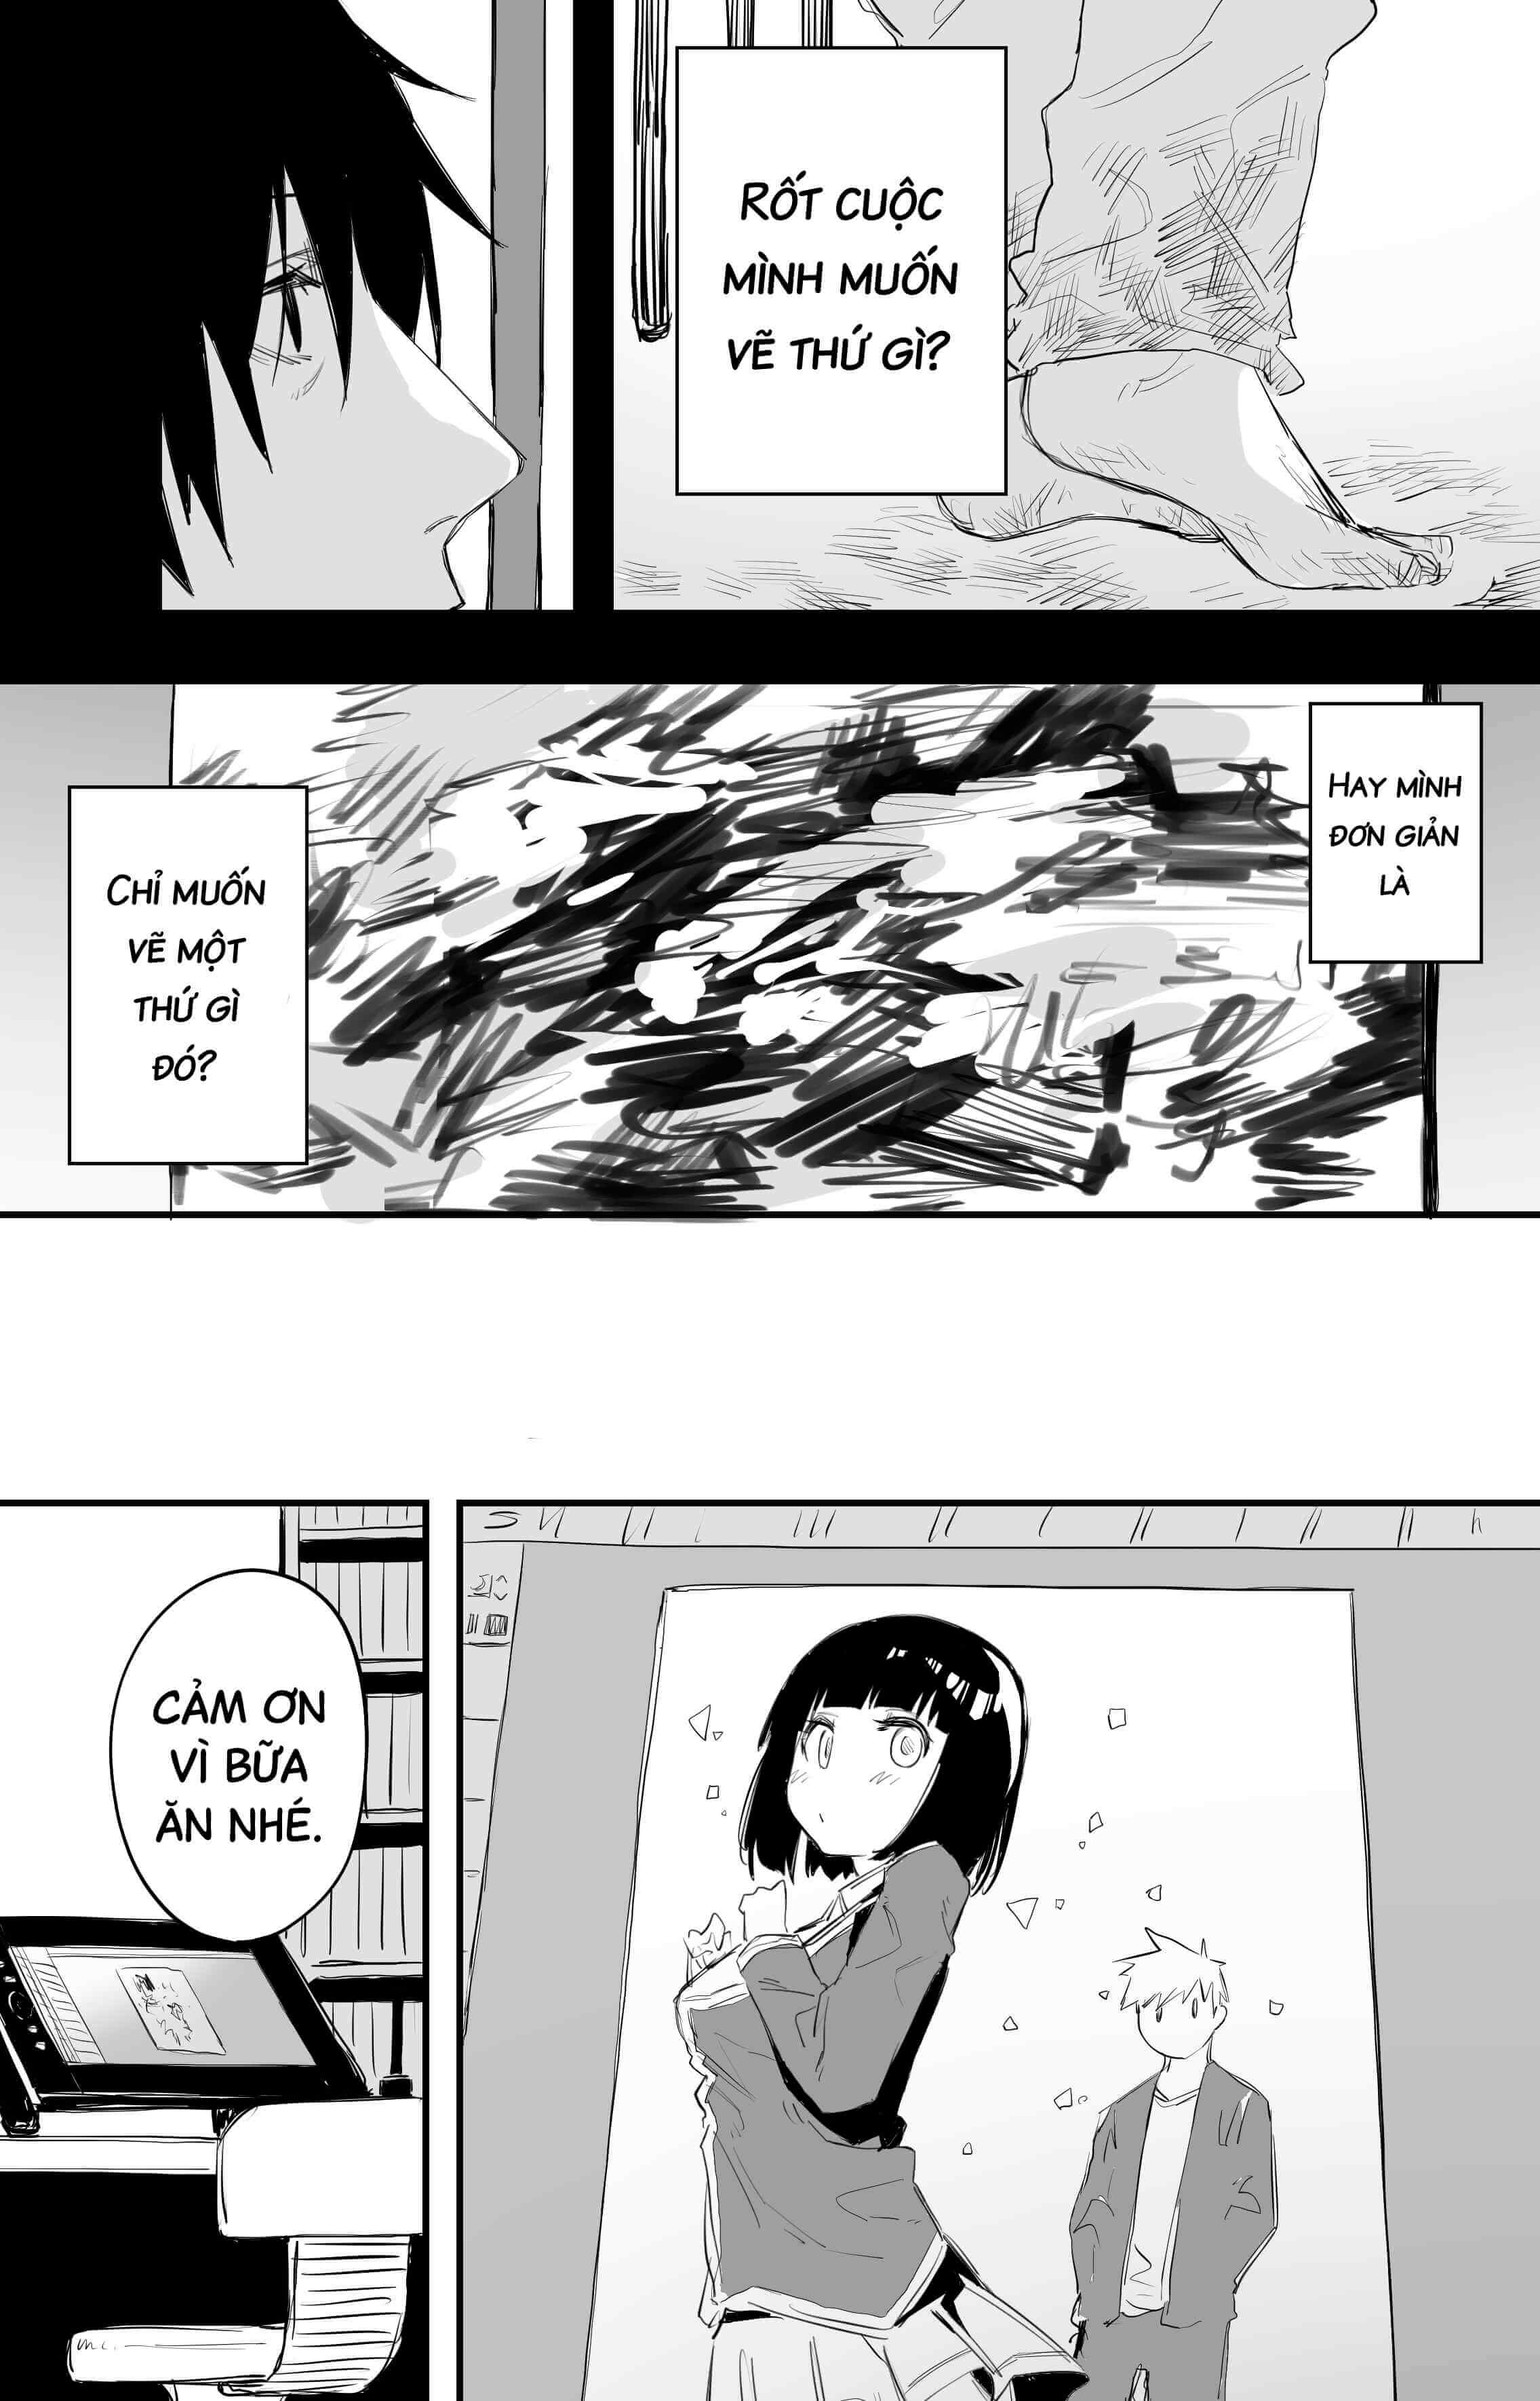 RỐT CUỘC
MÌNH MUỐN
VẼ THỨ GÌ?
HAY MÌNH
ĐƠN GIẢN
LÀ
CHỈ MUỐN
VẼ MỘT
THỨ GÌ
ĐÓ?
CẢM ƠN
VÌ BỮA
ĂN NHÉ.